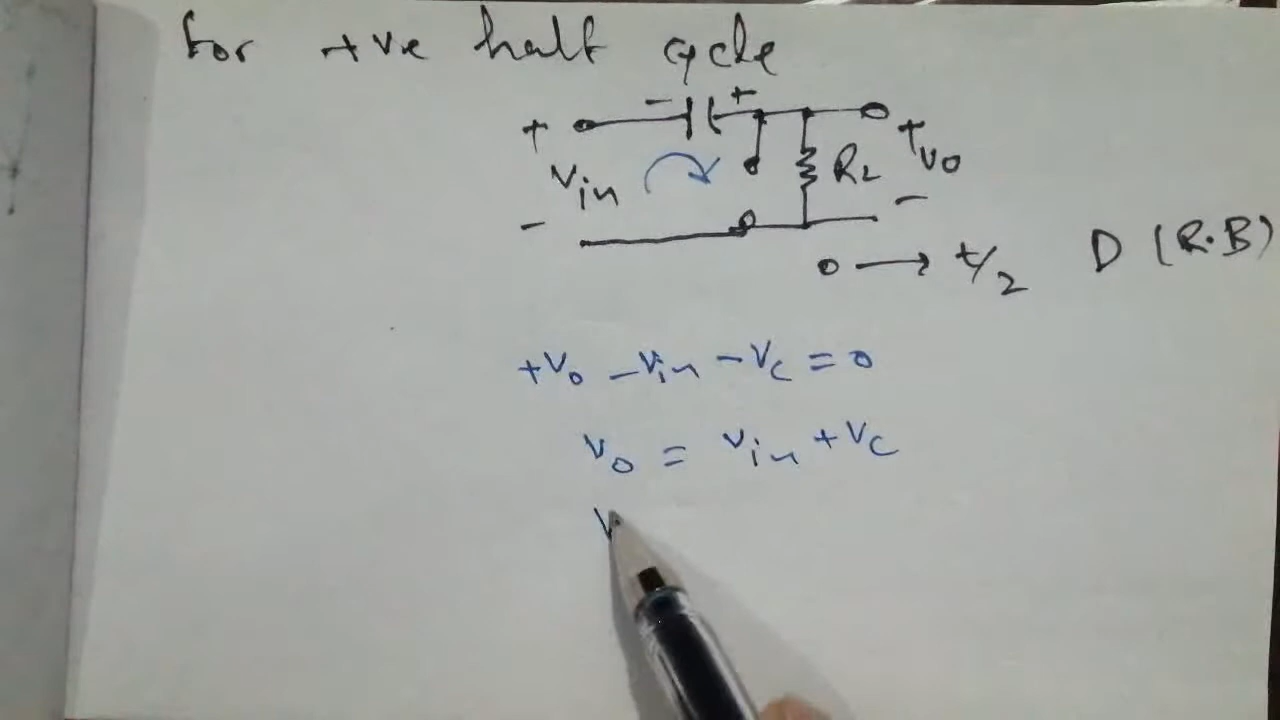 for +ve half cycle
- +
+ +
Vin RL Vo
- -
0 → t/2 D (R.B)
+Vo -Vin -Vc = 0
Vo = Vin + Vc
V